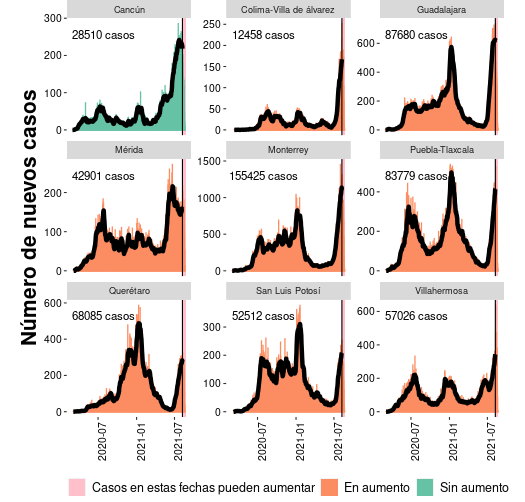 Cancún Colima-Villa de álvarez Guadalajara
300
200
100
0
28510 casos
250
200
150
100
50
0
12458 casos
600
400
200
0
87680 casos
Mérida Monterrey Puebla-Tlaxcala
200
100
0
42901 casos
1500
1000
500
0
155425 casos
400
200
0
83779 casos
Querétaro San Luis Potosí Villahermosa
600
400
200
0
68085 casos
300
200
100
0
52512 casos
600
400
200
0
57026 casos
Número de nuevos casos
2020-07 2021-01 2021-07
2020-07 2021-01 2021-07
2020-07 2021-01 2021-07
Casos en estas fechas pueden aumentar En aumento Sin aumento